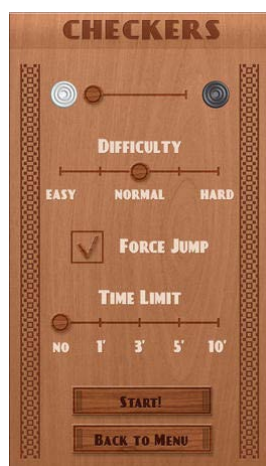 CHECKERS
DIFFICULTY
EASY NORMAL HARD
FORCE JUMP
TIME LIMIT
NO 1' 3' 5' 10'
START!
BACK TO MENU